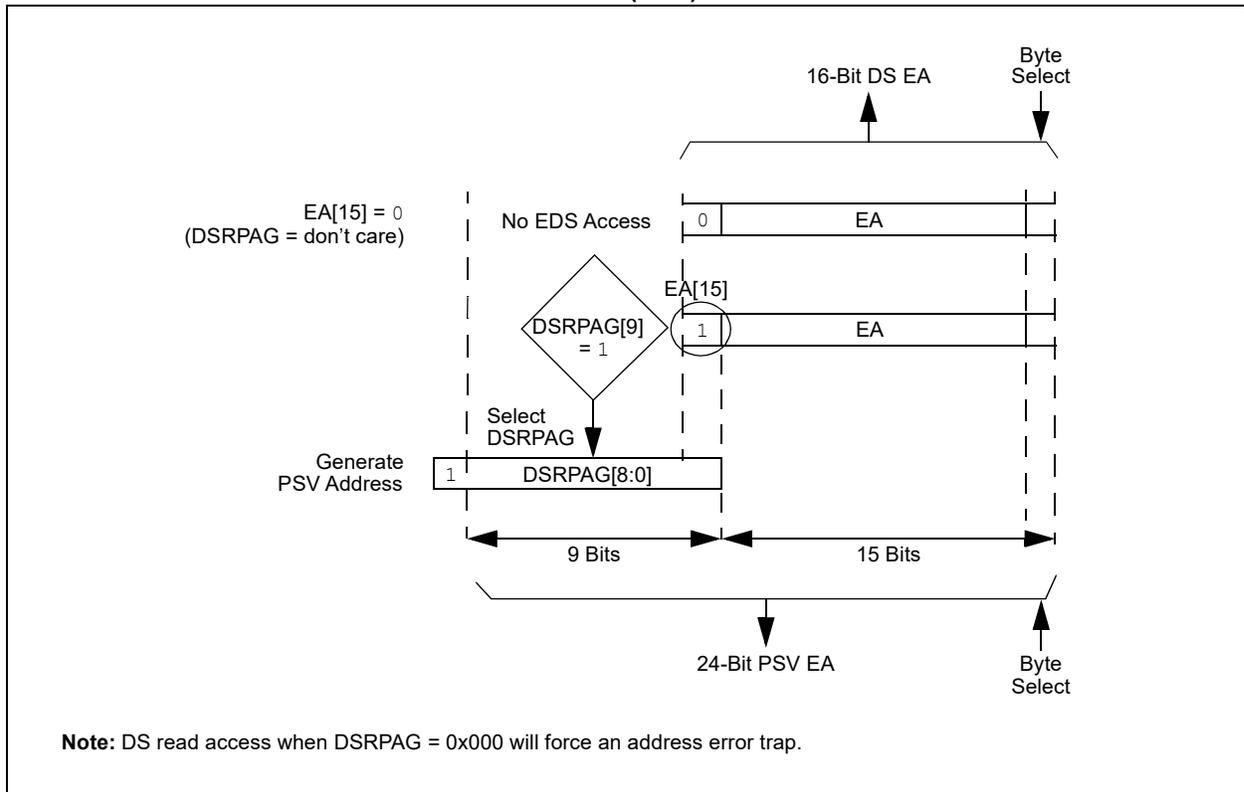 16-Bit DS EA
Byte
Select
EA[15] = 0
(DSRPAG = don't care)
No EDS Access
0
EA
EA[15]
DSRPAG[9]
= 1
1
EA
Select
DSRPAG
Generate
PSV Address
1
DSRPAG[8:0]
9 Bits
15 Bits
24-Bit PSV EA
Byte
Select
Note: DS read access when DSRPAG = 0x000 will force an address error trap.